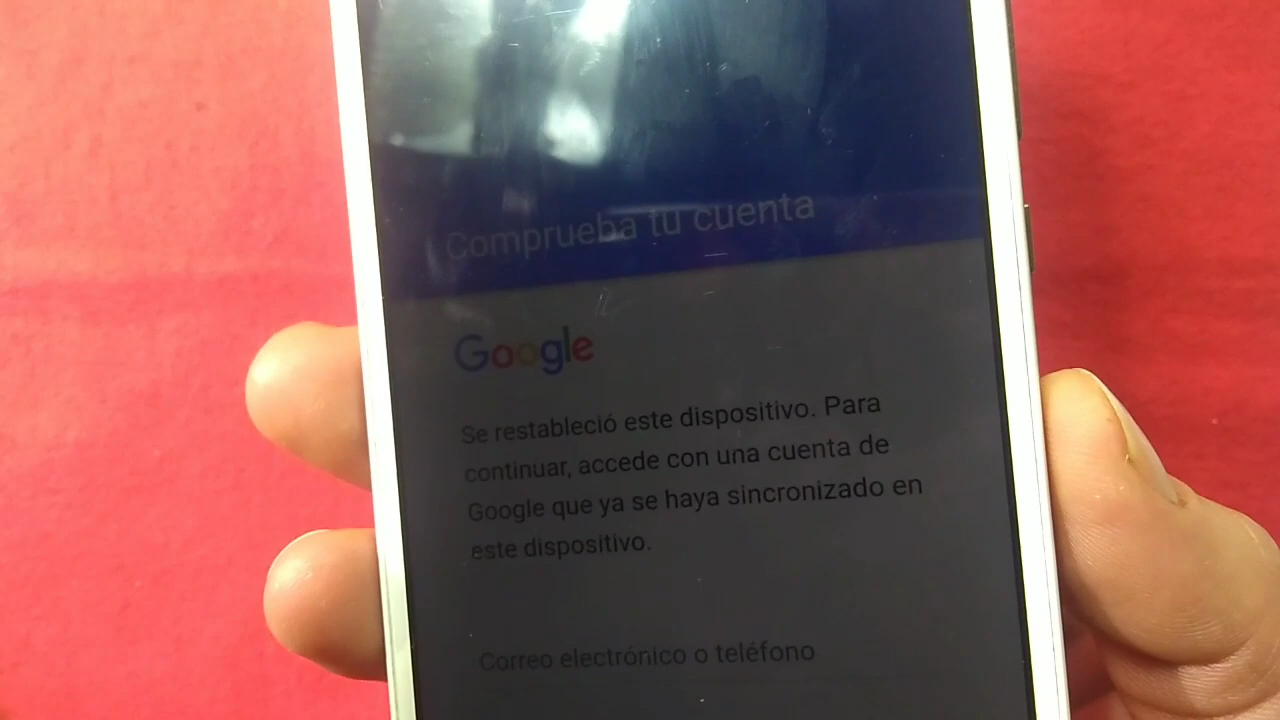 Comprueba tu cuenta
Google
Se restableció este dispositivo. Para
continuar, accede con una cuenta de
Google que ya se haya sincronizado en
este dispositivo.
Correo electrónico o teléfono